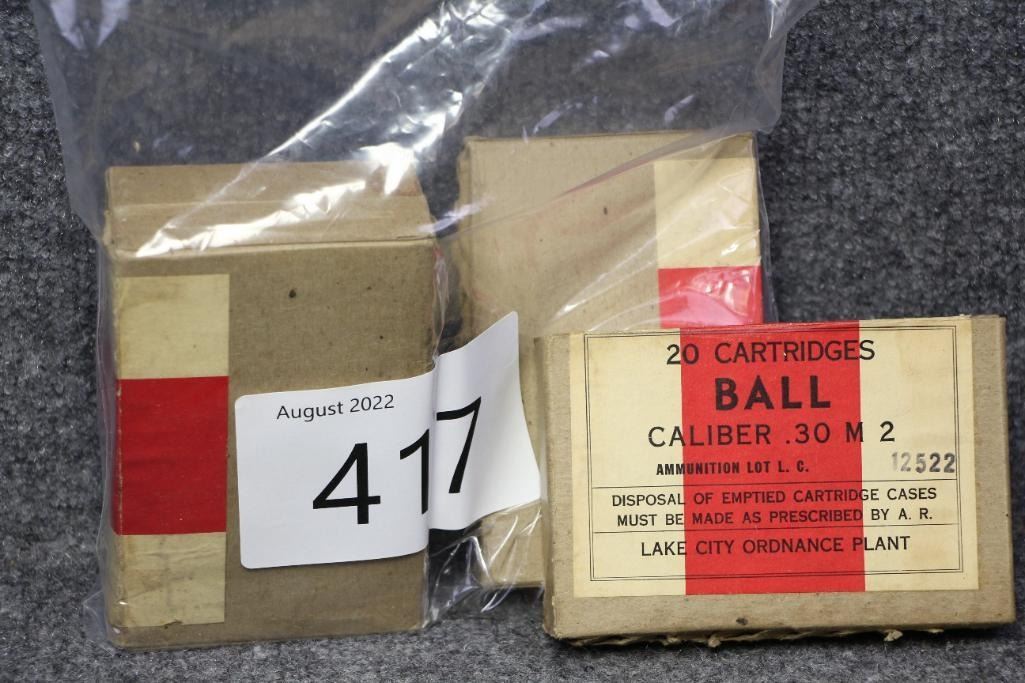 August 2022
417
20 CARTRIDGES
BALL
CALIBER .30 M 2
AMMUNITION LOT L. C. 12522
DISPOSAL OF EMPTIED CARTRIDGE CASES
MUST BE MADE AS PRESCRIBED BY A. R.
LAKE CITY ORDNANCE PLANT